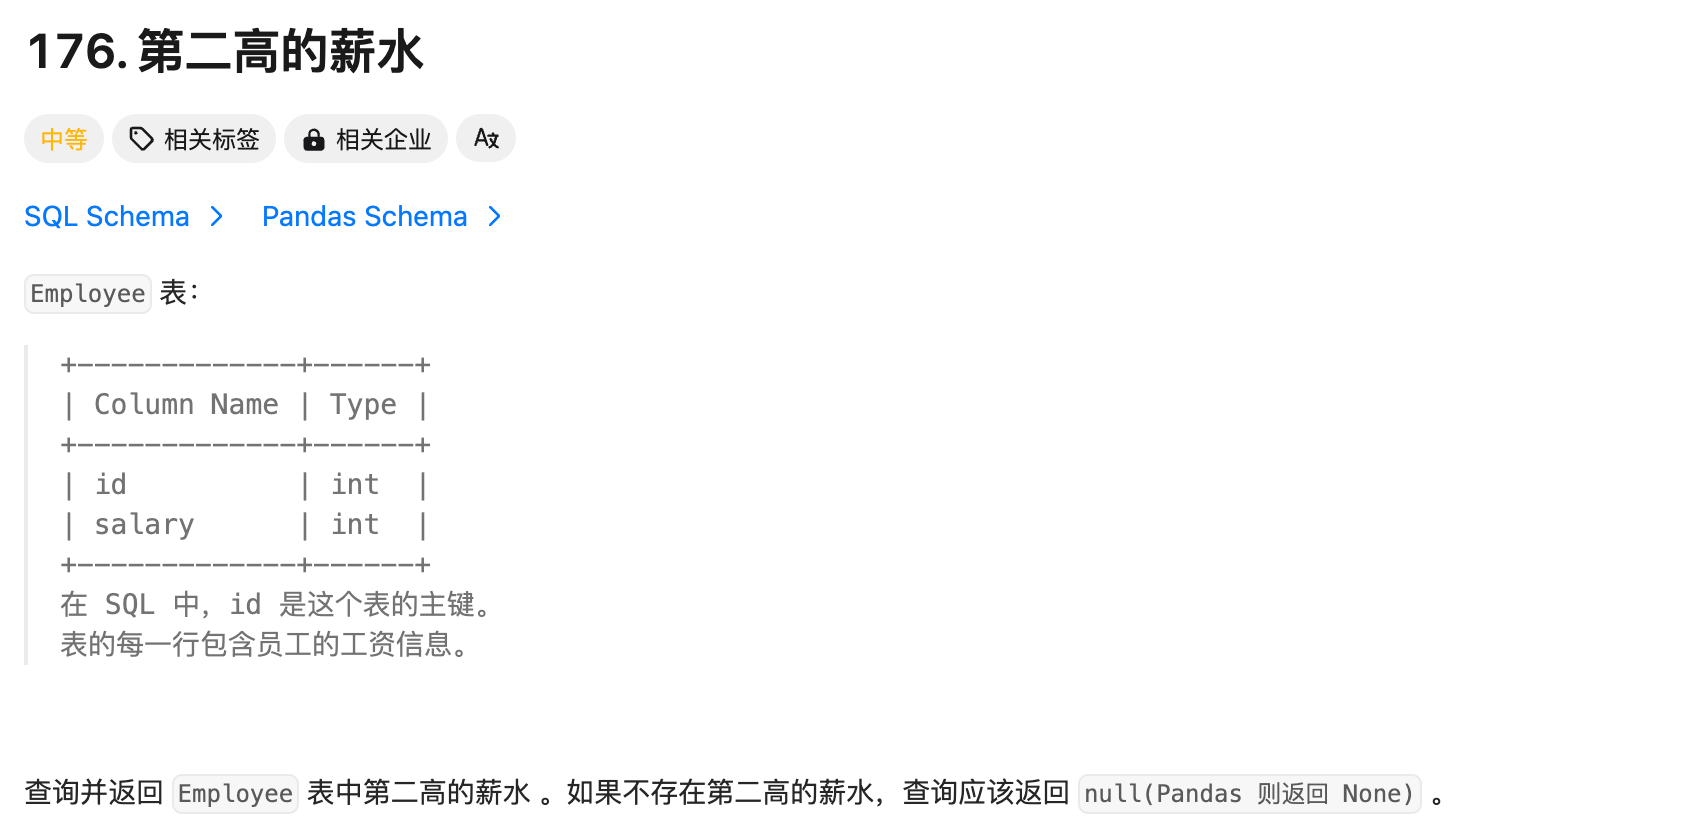 176. 第二高的薪水
中等 相关标签 相关企业 A文
SQL Schema > Pandas Schema >
Employee 表：
+-------------+------+
| Column Name | Type |
+-------------+------+
| id          | int  |
| salary      | int  |
+-------------+------+
在 SQL 中，id 是这个表的主键。
表的每一行包含员工的工资信息。
查询并返回 Employee 表中第二高的薪水 。如果不存在第二高的薪水，查询应该返回 null(Pandas 则返回 None) 。